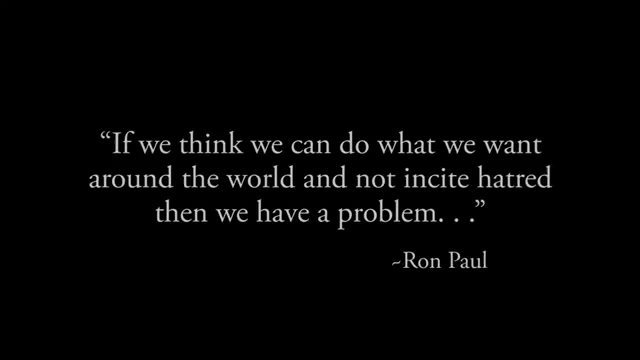 “If we think we can do what we want
around the world and not incite hatred
then we have a problem. . .”
~Ron Paul